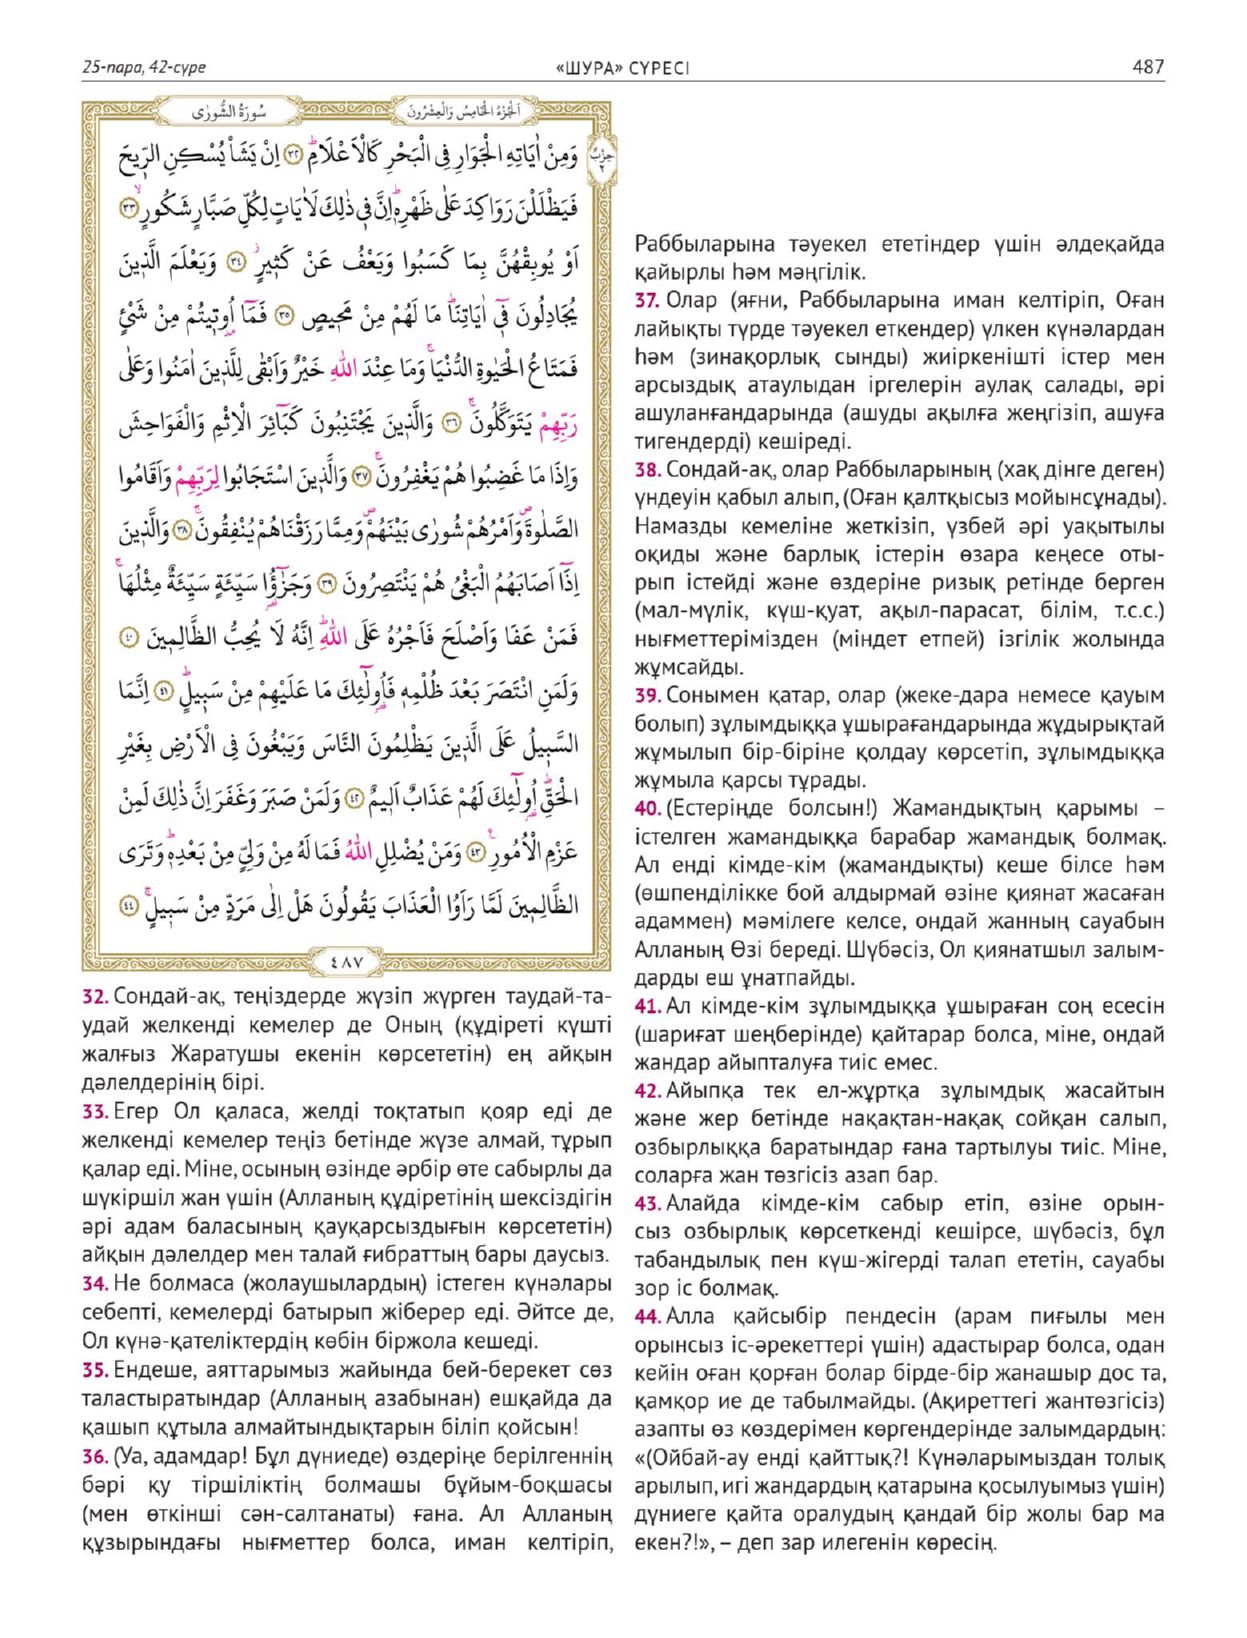 25-пара, 42-сүре
«ШУРА» СҮРЕСІ
487
سُورَةُ الشُّورٰى
اَلْجُزْءُ الْخَامِسُ وَالْعِشْرُونَ
حِزْبٌ
٢
وَمِنْ اٰيَاتِهِ الْجَوَارِ فِي الْبَحْرِ كَالْاَعْلَامِۜ ﴿٣٢﴾ اِنْ يَشَأْ يُسْكِنِ الرّ۪يحَ
فَيَظْلَلْنَ رَوَاكِدَ عَلٰى ظَهْرِه۪ۜ اِنَّ ف۪ي ذٰلِكَ لَاٰيَاتٍ لِكُلِّ صَبَّارٍ شَكُورٍۙ ﴿٣٣﴾
اَوْ يُوبِقْهُنَّ بِمَا كَسَبُوا وَيَعْفُ عَنْ كَث۪يرٍۘ ﴿٣٤﴾ وَيَعْلَمَ الَّذ۪ينَ
يُجَادِلُونَ ف۪ٓي اٰيَاتِنَاۜ مَا لَهُمْ مِنْ مَح۪يصٍ ﴿٣٥﴾ فَمَٓا اُو۫ت۪يتُمْ مِنْ شَيْءٍ
فَمَتَاعُ الْحَيٰوةِ الدُّنْيَاۚ وَمَا عِنْدَ اللّٰهِ خَيْرٌ وَاَبْقٰى لِلَّذ۪ينَ اٰمَنُوا وَعَلٰى
رَبِّهِمْ يَتَوَكَّلُونَۚ ﴿٣٦﴾ وَالَّذ۪ينَ يَجْتَنِبُونَ كَبَٓائِرَ الْاِثْمِ وَالْفَوَاحِشَ
وَاِذَا مَا غَضِبُوا هُمْ يَغْفِرُونَۚ ﴿٣٧﴾ وَالَّذ۪ينَ اسْتَجَابُوا لِرَبِّهِمْ وَاَقَامُوا
الصَّلٰوةَۖ وَاَمْرُهُمْ شُورٰى بَيْنَهُمْۖ وَمِمَّا رَزَقْنَاهُمْ يُنْفِقُونَۚ ﴿٣٨﴾ وَالَّذ۪ينَ
اِذَٓا اَصَابَهُمُ الْبَغْيُ هُمْ يَنْتَصِرُونَ ﴿٣٩﴾ وَجَزٰٓؤُ۬ا سَيِّئَةٍ سَيِّئَةٌ مِثْلُهَاۚ
فَمَنْ عَفَا وَاَصْلَحَ فَاَجْرُهُ عَلَى اللّٰهِۜ اِنَّهُ لَا يُحِبُّ الظَّالِم۪ينَ ﴿٤٠﴾
وَلَمَنِ انْتَصَرَ بَعْدَ ظُلْمِه۪ فَاُو۬لٰٓئِكَ مَا عَلَيْهِمْ مِنْ سَب۪يلٍۜ ﴿٤١﴾ اِنَّمَا
السَّب۪يلُ عَلَى الَّذ۪ينَ يَظْلِمُونَ النَّاسَ وَيَبْغُونَ فِي الْاَرْضِ بِغَيْرِ
الْحَقِّۜ اُو۬لٰٓئِكَ لَهُمْ عَذَابٌ اَل۪يمٌ ﴿٤٢﴾ وَلَمَنْ صَبَرَ وَغَفَرَ اِنَّ ذٰلِكَ لَمِنْ
عَزْمِ الْاُمُورِ۟ ﴿٤٣﴾ وَمَنْ يُضْلِلِ اللّٰهُ فَمَا لَهُ مِنْ وَلِيٍّ مِنْ بَعْدِه۪ۜ وَتَرَى
الظَّالِم۪ينَ لَمَّا رَاَوُا الْعَذَابَ يَقُولُونَ هَلْ اِلٰى مَرَدٍّ مِنْ سَب۪يلٍۚ ﴿٤٤﴾
٤٨٧
32. Сондай-ақ, теңіздерде жүзіп жүрген таудай-та-
удай желкенді кемелер де Оның (құдіреті күшті
жалғыз Жаратушы екенін көрсететін) ең айқын
дәлелдерінің бірі.
33. Егер Ол қаласа, желді тоқтатып қояр еді де
желкенді кемелер теңіз бетінде жүзе алмай, тұрып
қалар еді. Міне, осының өзінде әрбір өте сабырлы да
шүкіршіл жан үшін (Алланың құдіретінің шексіздігін
әрі адам баласының қауқарсыздығын көрсететін)
айқын дәлелдер мен талай ғибраттың бары даусыз.
34. Не болмаса (жолаушылардың) істеген күнәлары
себепті, кемелерді батырып жіберер еді. Әйтсе де,
Ол күнә-қателіктердің көбін біржола кешеді.
35. Ендеше, аяттарымыз жайында бей-берекет сөз
таластыратындар (Алланың азабынан) ешқайда да
қашып құтыла алмайтындықтарын біліп қойсын!
36. (Уа, адамдар! Бұл дүниеде) өздеріңе берілгеннің
бәрі қу тіршіліктің болмашы бұйым-боқшасы
(мен өткінші сән-салтанаты) ғана. Ал Алланың
құзырындағы нығметтер болса, иман келтіріп,
Раббыларына тәуекел ететіндер үшін әлдеқайда
қайырлы һәм мәңгілік.
37. Олар (яғни, Раббыларына иман келтіріп, Оған
лайықты түрде тәуекел еткендер) үлкен күнәлардан
һәм (зинақорлық сынды) жиіркенішті істер мен
арсыздық атаулыдан іргелерін аулақ салады, әрі
ашуланғандарында (ашуды ақылға жеңгізіп, ашуға
тигендерді) кешіреді.
38. Сондай-ақ, олар Раббыларының (хақ дінге деген)
үндеуін қабыл алып, (Оған қалтқысыз мойынсұнады).
Намазды кемеліне жеткізіп, үзбей әрі уақытылы
оқиды және барлық істерін өзара кеңесе оты-
рып істейді және өздеріне ризық ретінде берген
(мал-мүлік, күш-қуат, ақыл-парасат, білім, т.с.с.)
нығметтерімізден (міндет етпей) ізгілік жолында
жұмсайды.
39. Сонымен қатар, олар (жеке-дара немесе қауым
болып) зұлымдыққа ұшырағандарында жұдырықтай
жұмылып бір-біріне қолдау көрсетіп, зұлымдыққа
жұмыла қарсы тұрады.
40. (Естеріңде болсын!) Жамандықтың қарымы –
істелген жамандыққа барабар жамандық болмақ.
Ал енді кімде-кім (жамандықты) кеше білсе һәм
(өшпенділікке бой алдырмай өзіне қиянат жасаған
адаммен) мәмілеге келсе, ондай жанның сауабын
Алланың Өзі береді. Шүбәсіз, Ол қиянатшыл залым-
дарды еш ұнатпайды.
41. Ал кімде-кім зұлымдыққа ұшыраған соң есесін
(шариғат шеңберінде) қайтарар болса, міне, ондай
жандар айыпталуға тиіс емес.
42. Айыпқа тек ел-жұртқа зұлымдық жасайтын
және жер бетінде нақақтан-нақақ сойқан салып,
озбырлыққа баратындар ғана тартылуы тиіс. Міне,
соларға жан төзгісіз азап бар.
43. Алайда кімде-кім сабыр етіп, өзіне орын-
сыз озбырлық көрсеткенді кешірсе, шүбәсіз, бұл
табандылық пен күш-жігерді талап ететін, сауабы
зор іс болмақ.
44. Алла қайсыбір пендесін (арам пиғылы мен
орынсыз іс-әрекеттері үшін) адастырар болса, одан
кейін оған қорған болар бірде-бір жанашыр дос та,
қамқор ие де табылмайды. (Ақиреттегі жантөзгісіз)
азапты өз көздерімен көргендерінде залымдардың:
«(Ойбай-ау енді қайттық?! Күнәларымыздан толық
арылып, игі жандардың қатарына қосылуымыз үшін)
дүниеге қайта оралудың қандай бір жолы бар ма
екен?!», – деп зар илегенін көресің.